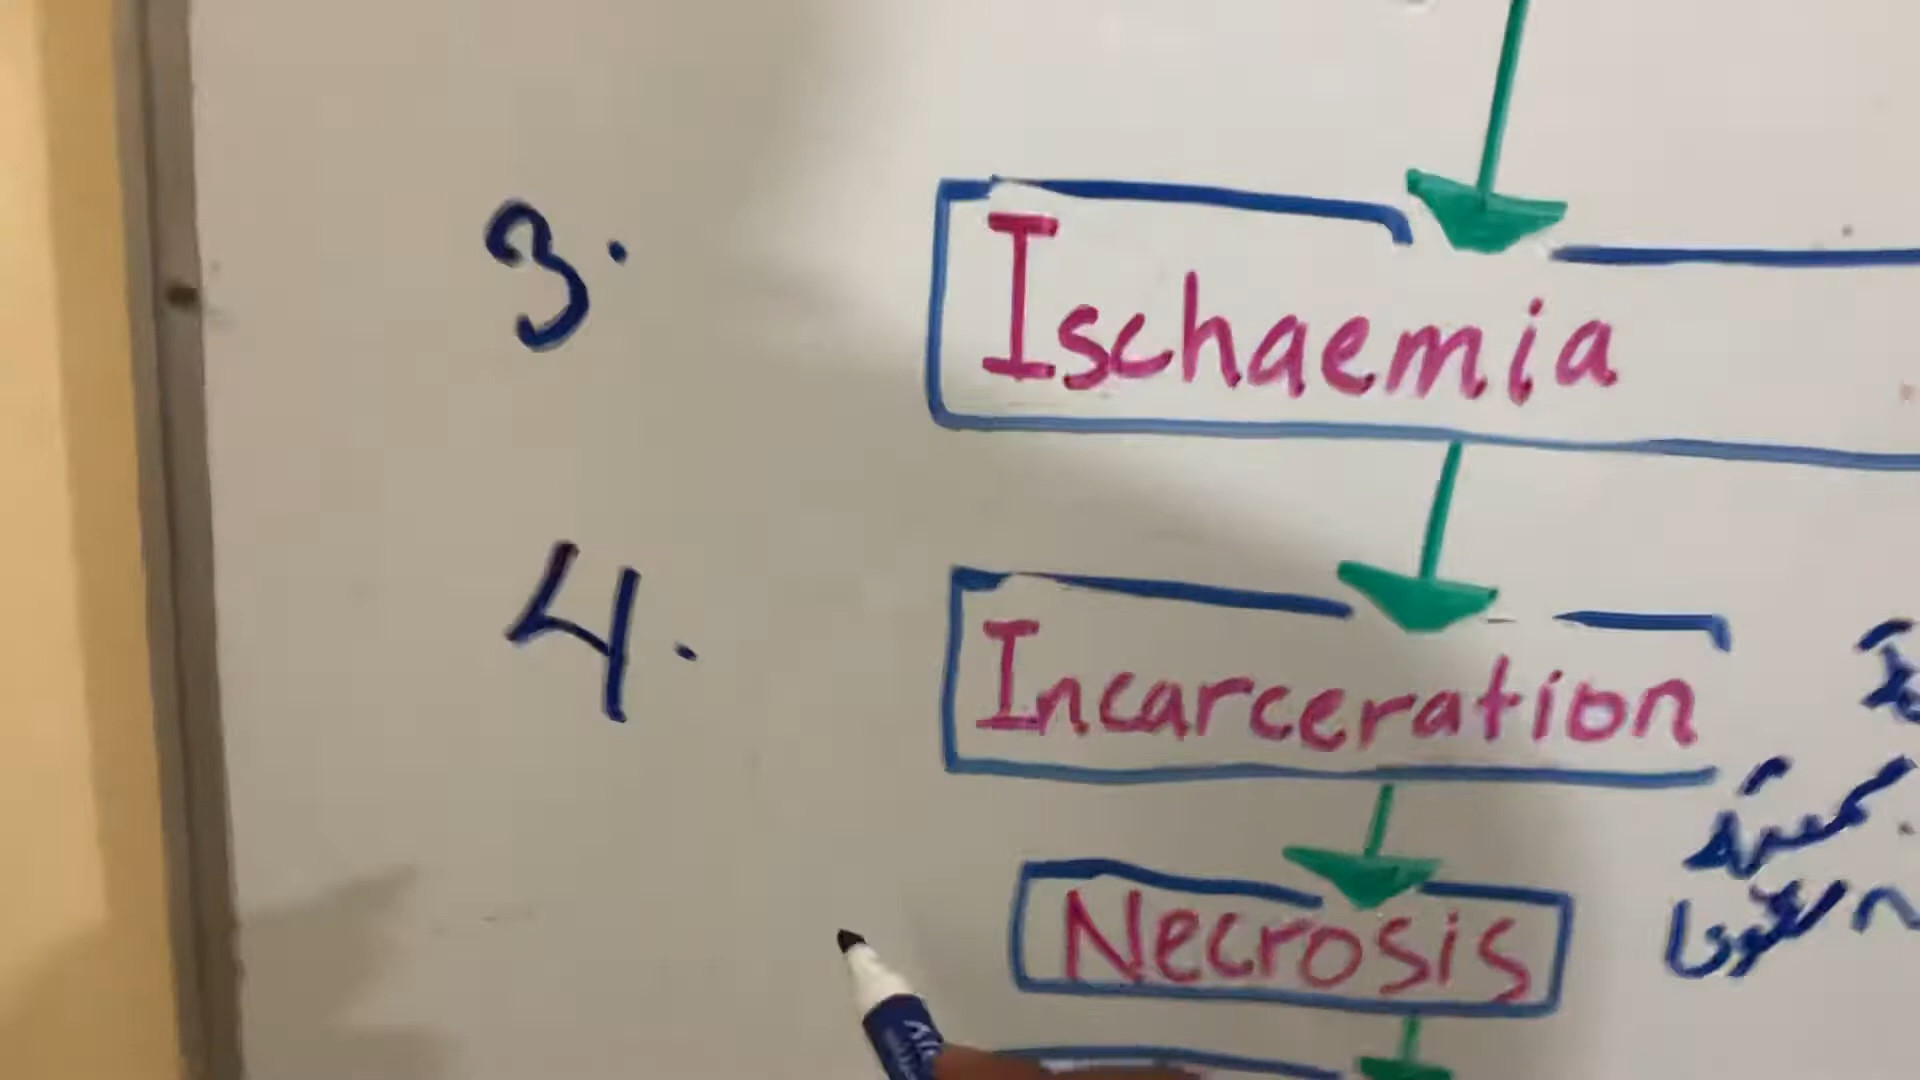 3.
Ischaemia
4.
Incarceration
Necrosis